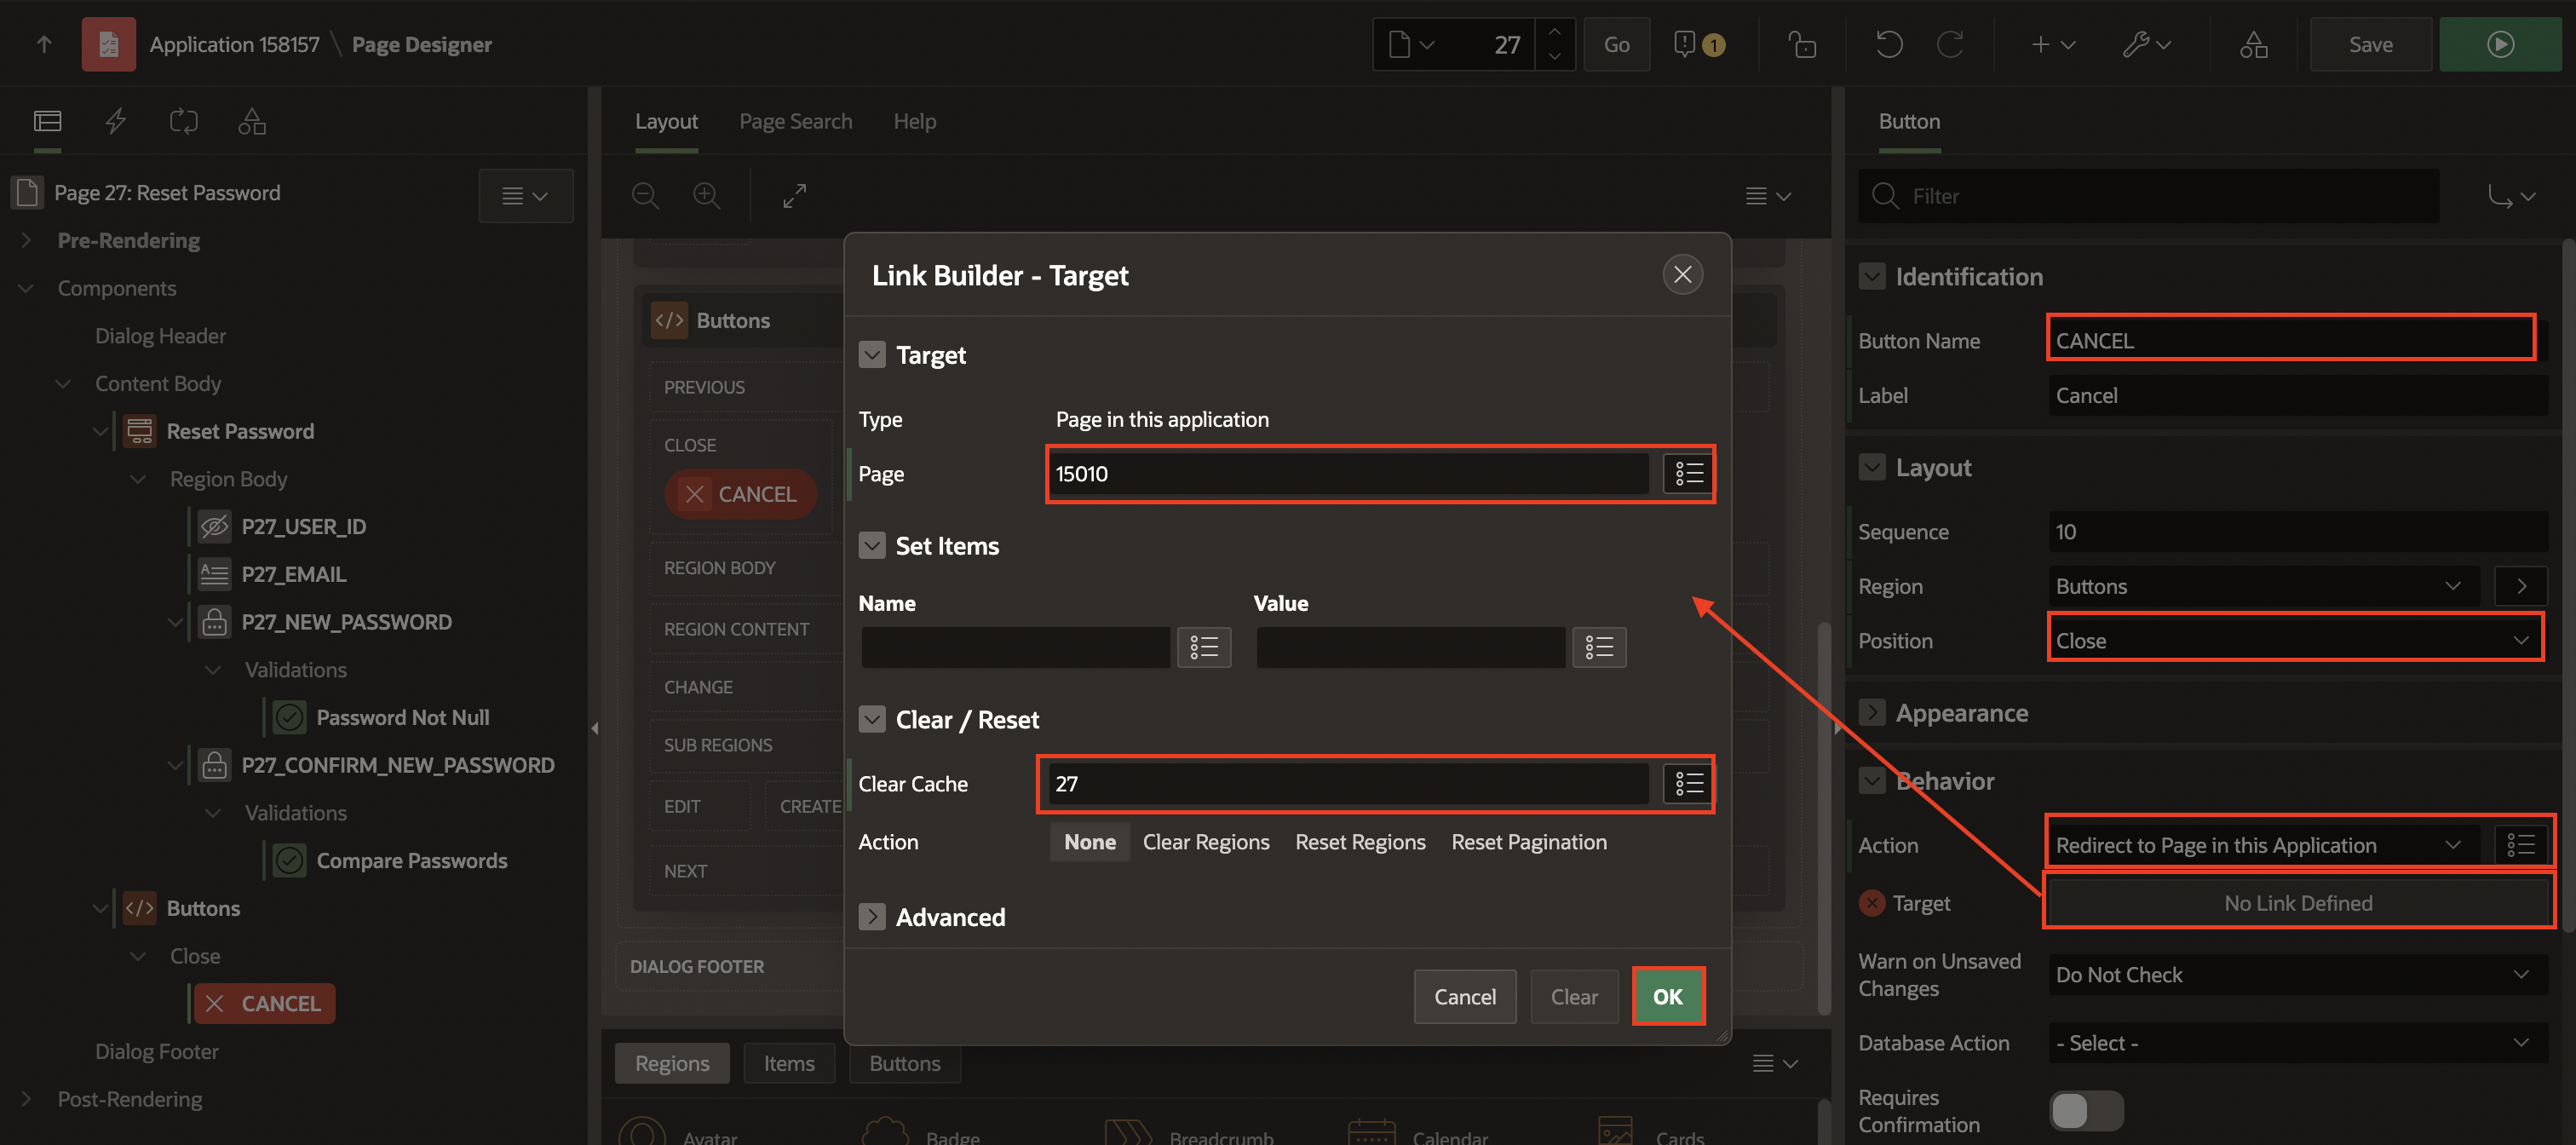 Application 158157 \ Page Designer
27
Go
1
Save
Page 27: Reset Password
Pre-Rendering
Components
Dialog Header
Content Body
Reset Password
Region Body
P27_USER_ID
P27_EMAIL
P27_NEW_PASSWORD
Validations
Password Not Null
P27_CONFIRM_NEW_PASSWORD
Validations
Compare Passwords
Buttons
Close
CANCEL
Dialog Footer
Post-Rendering
Layout
Page Search
Help
Buttons
PREVIOUS
CLOSE
CANCEL
REGION BODY
REGION CONTENT
CHANGE
SUB REGIONS
EDIT
CREATE
NEXT
DIALOG FOOTER
Regions
Items
Buttons
Avatar
Badge
Breadcrumb
Calendar
Cards
Link Builder - Target
Target
Type
Page in this application
Page
15010
Set Items
Name
Value
Clear / Reset
Clear Cache
27
Action
None
Clear Regions
Reset Regions
Reset Pagination
Advanced
Cancel
Clear
OK
Button
Filter
Identification
Button Name
CANCEL
Label
Cancel
Layout
Sequence
10
Region
Buttons
Position
Close
Appearance
Behavior
Action
Redirect to Page in this Application
Target
No Link Defined
Warn on Unsaved
Changes
Do Not Check
Database Action
- Select -
Requires
Confirmation